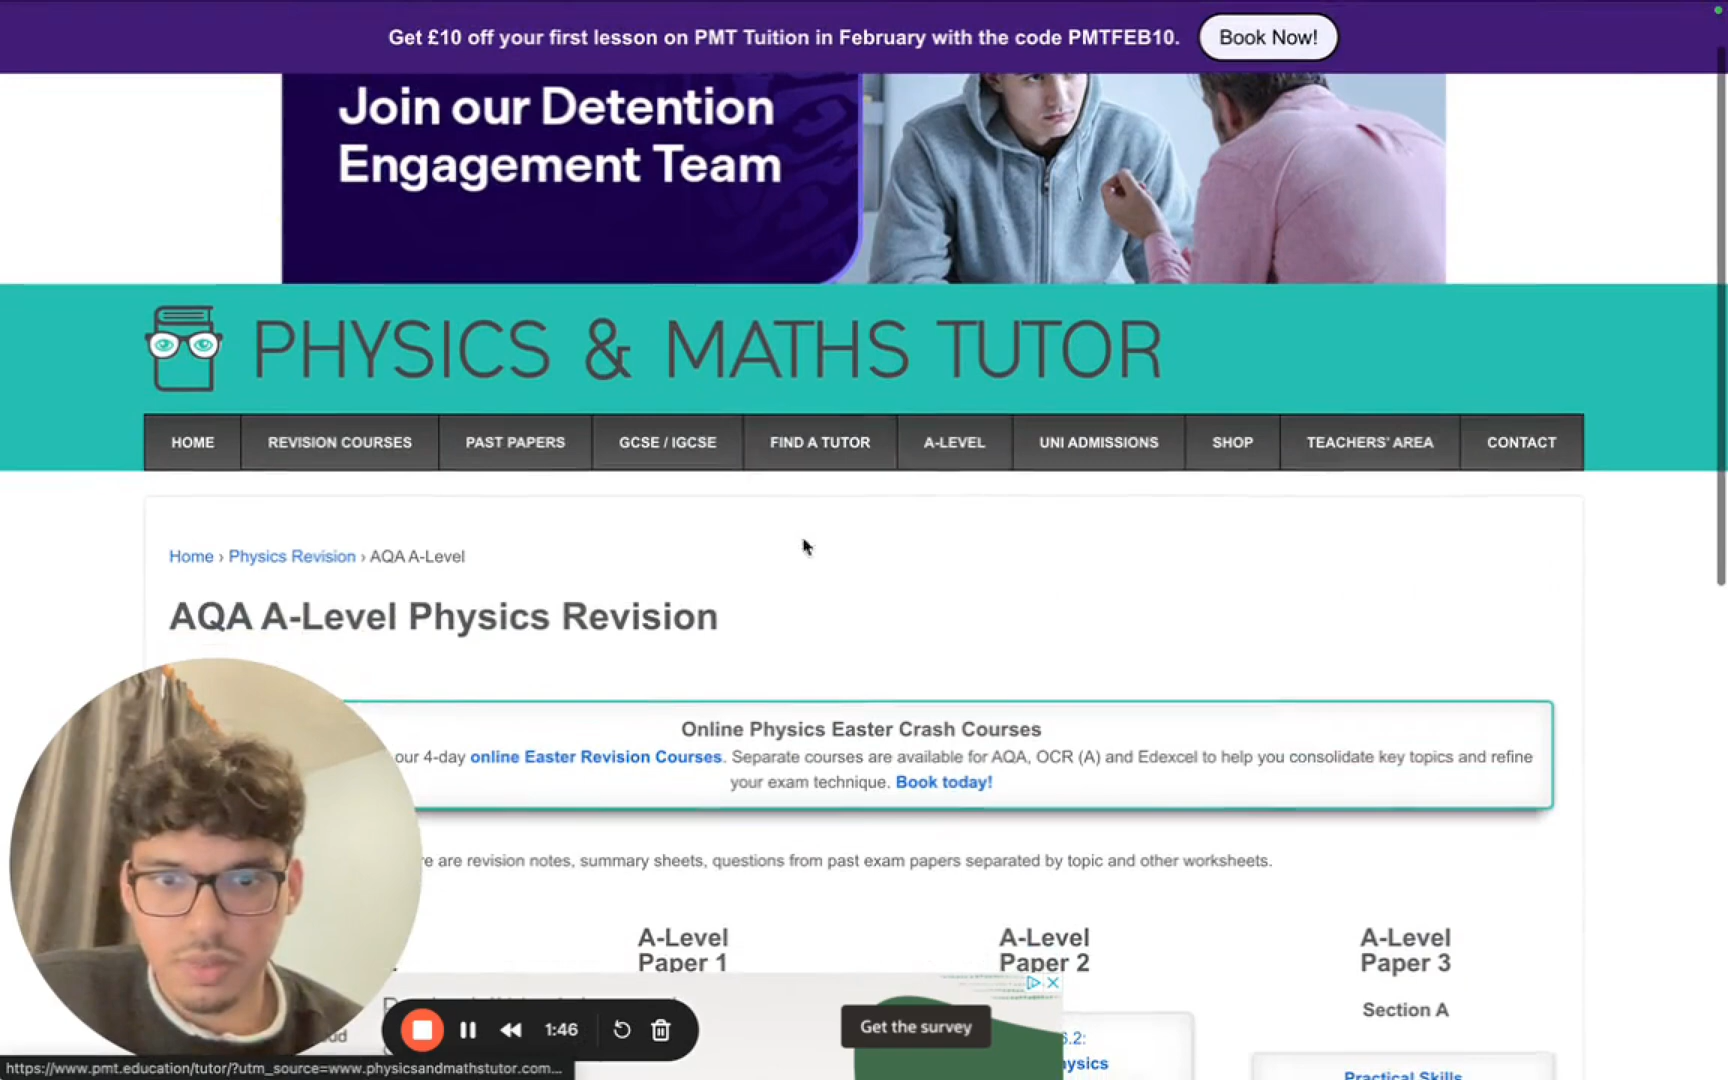 Get £10 off your first lesson on PMT Tuition in February with the code PMTFEB10.
Book Now!
Join our Detention
Engagement Team
PHYSICS & MATHS TUTOR
HOME
REVISION COURSES
PAST PAPERS
GCSE / IGCSE
FIND A TUTOR
A-LEVEL
UNI ADMISSIONS
SHOP
TEACHERS' AREA
CONTACT
Home › Physics Revision › AQA A-Level
AQA A-Level Physics Revision
Online Physics Easter Crash Courses
our 4-day online Easter Revision Courses. Separate courses are available for AQA, OCR (A) and Edexcel to help you consolidate key topics and refine
your exam technique. Book today!
are revision notes, summary sheets, questions from past exam papers separated by topic and other worksheets.
A-Level
Paper 1
A-Level
Paper 2
A-Level
Paper 3
Section A
Get the survey
1:46
Practical Skills
https://www.pmt.education/tutor/?utm_source=www.physicsandmathstutor.com...